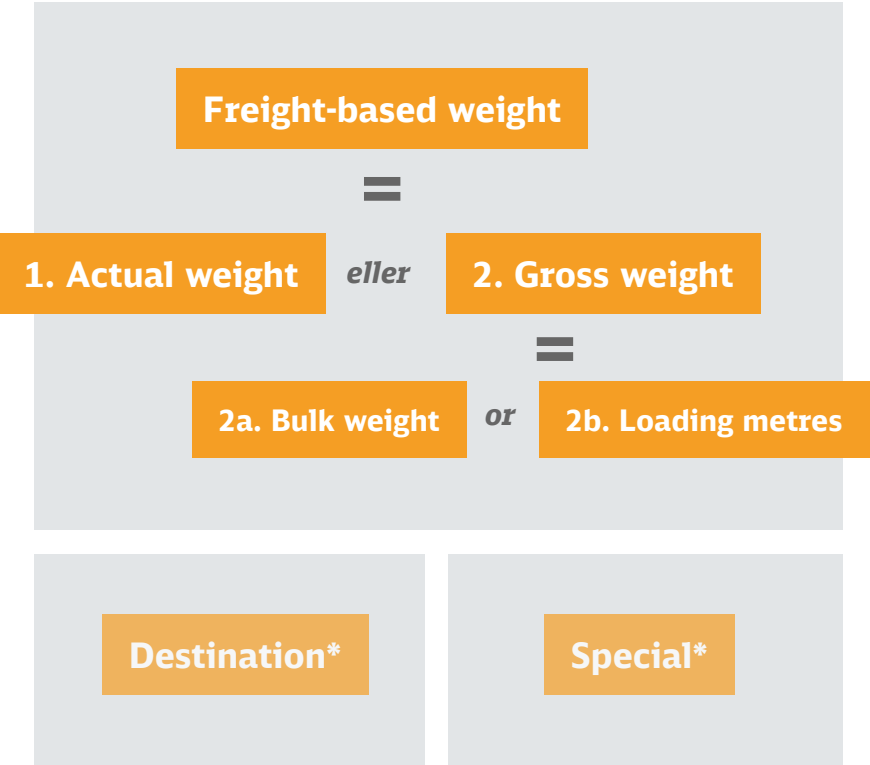 Freight-based weight
=
1. Actual weight eller 2. Gross weight
=
2a. Bulk weight or 2b. Loading metres
Destination* Special*